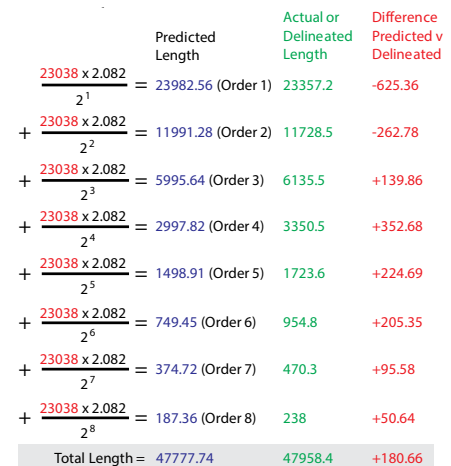 Predicted Length
Actual or Delineated Length
Difference Predicted v Delineated
23038 x 2.082 / 2^1 = 23982.56 (Order 1) 23357.2 -625.36
+ 23038 x 2.082 / 2^2 = 11991.28 (Order 2) 11728.5 -262.78
+ 23038 x 2.082 / 2^3 = 5995.64 (Order 3) 6135.5 +139.86
+ 23038 x 2.082 / 2^4 = 2997.82 (Order 4) 3350.5 +352.68
+ 23038 x 2.082 / 2^5 = 1498.91 (Order 5) 1723.6 +224.69
+ 23038 x 2.082 / 2^6 = 749.45 (Order 6) 954.8 +205.35
+ 23038 x 2.082 / 2^7 = 374.72 (Order 7) 470.3 +95.58
+ 23038 x 2.082 / 2^8 = 187.36 (Order 8) 238 +50.64
Total Length = 47777.74 47958.4 +180.66